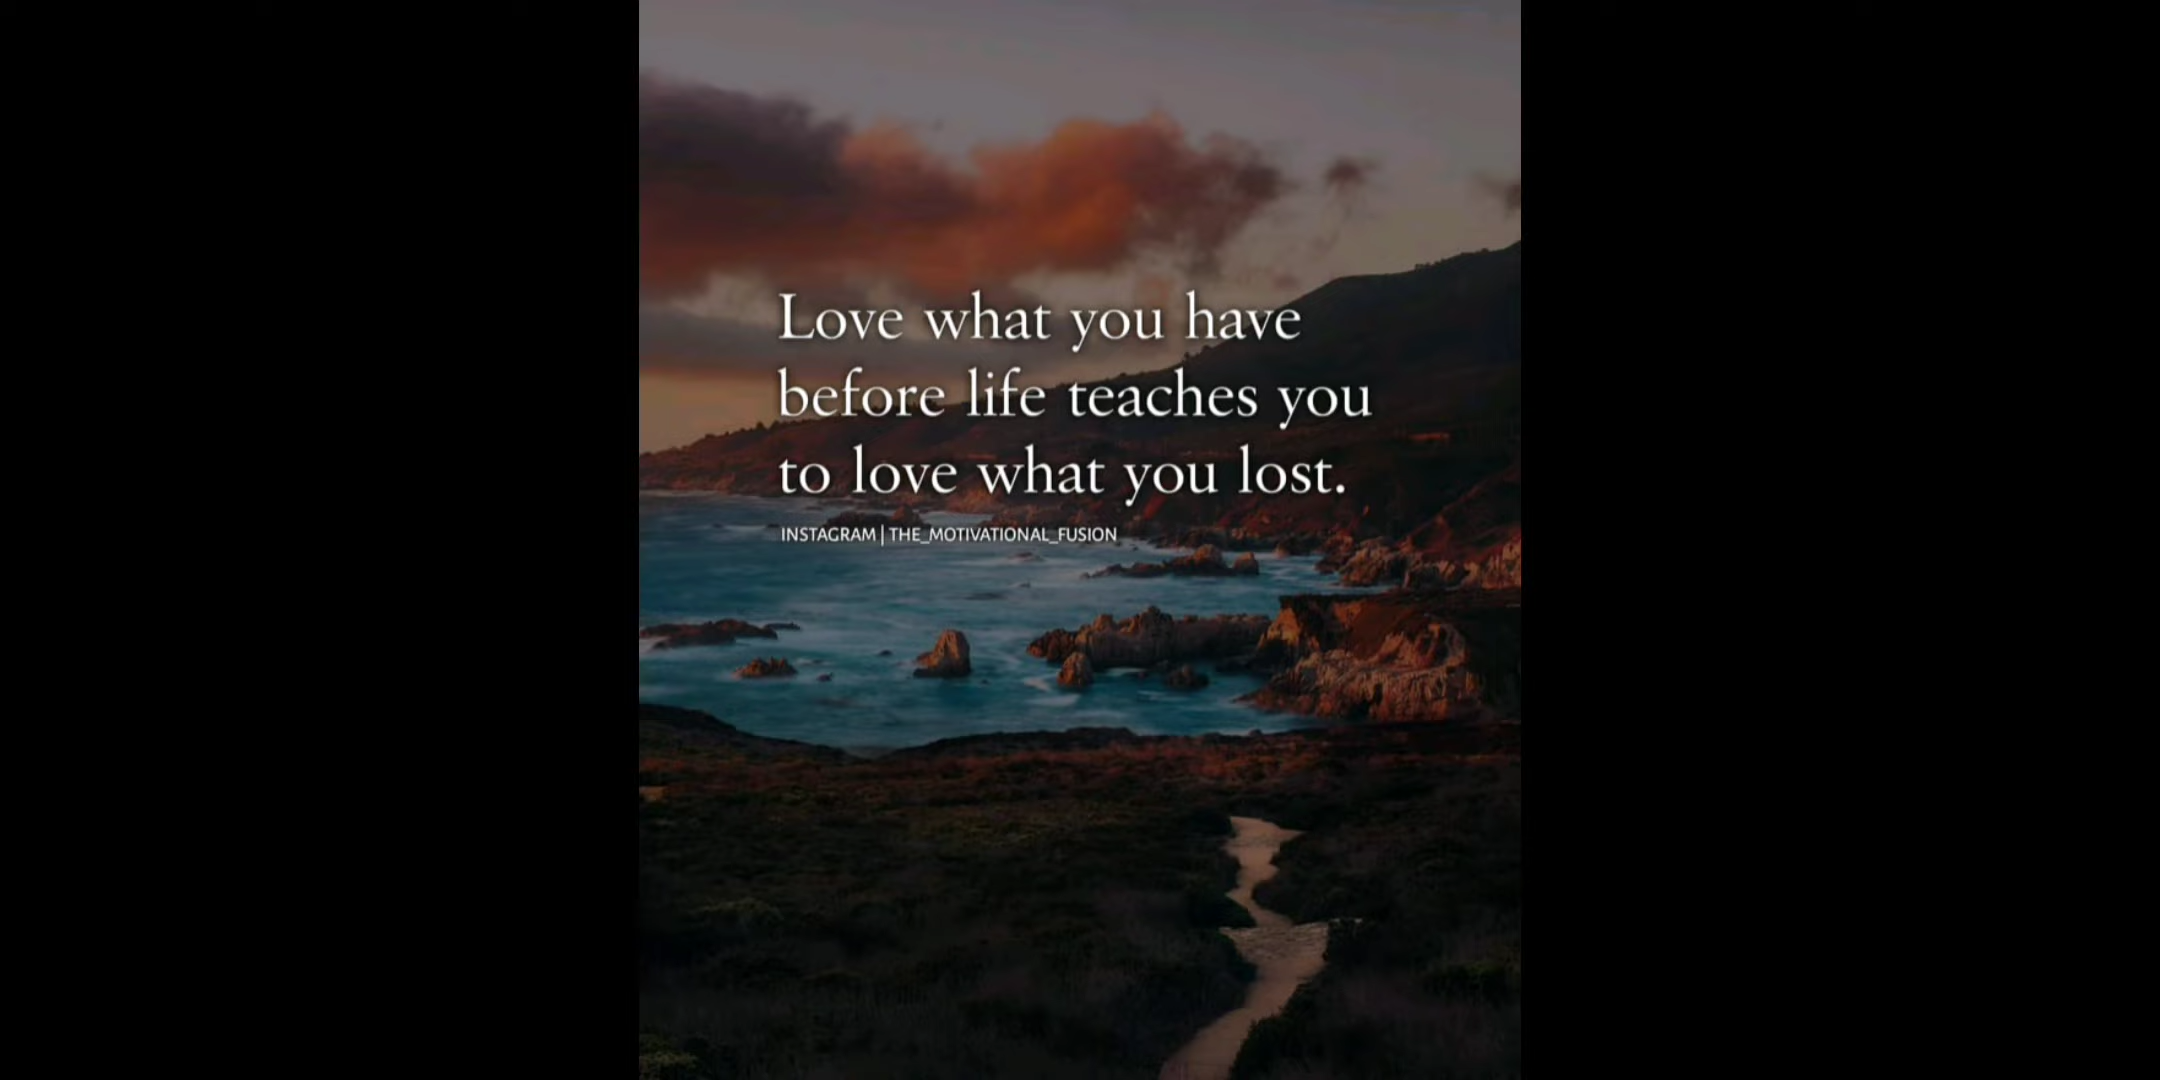 Love what you have
before life teaches you
to love what you lost.
INSTAGRAM | THE_MOTIVATIONAL_FUSION